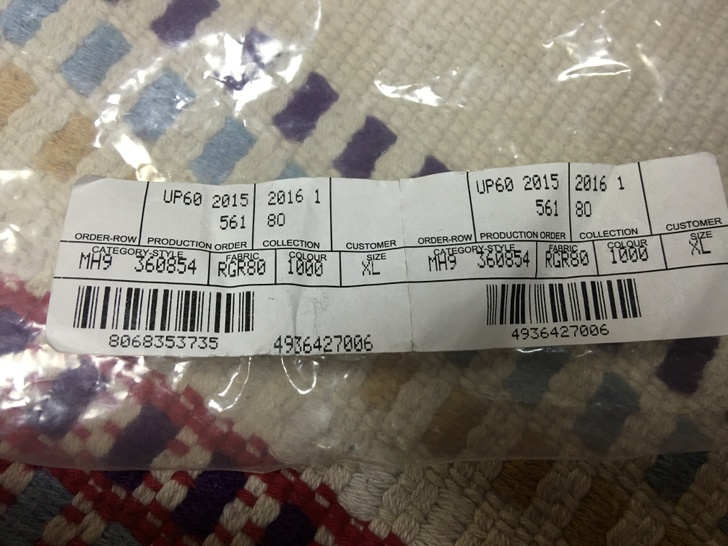 UP60 2015 2016 1
561 80
ORDER-ROW PRODUCTION ORDER COLLECTION CUSTOMER
CATEGORY-STYLE FABRIC COLOUR SIZE
MH9 360854 RGR80 1000 XL
8068353735 4936427006
UP60 2015 2016 1
561 80
ORDER-ROW PRODUCTION ORDER COLLECTION CUSTOMER
CATEGORY-STYLE FABRIC COLOUR SIZE
MH9 360854 RGR80 1000 XL
4936427006